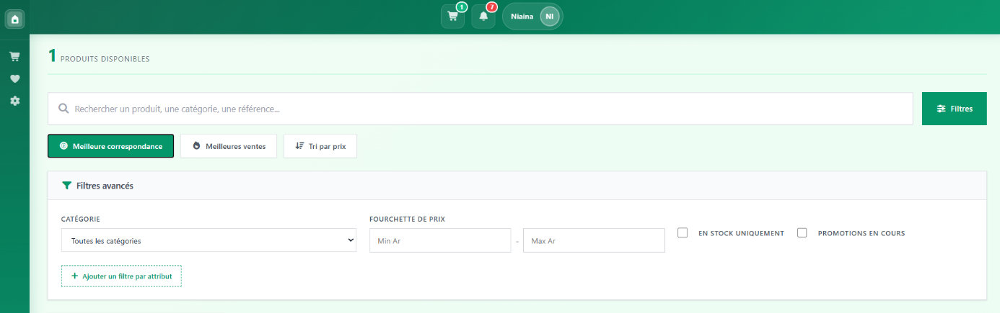 1
7
Niaina NI
1 PRODUITS DISPONIBLES
Rechercher un produit, une catégorie, une référence...
Filtres
Meilleure correspondance
Meilleures ventes
Tri par prix
Filtres avancés
CATÉGORIE
FOURCHETTE DE PRIX
Toutes les catégories
Min Ar
-
Max Ar
EN STOCK UNIQUEMENT
PROMOTIONS EN COURS
+ Ajouter un filtre par attribut